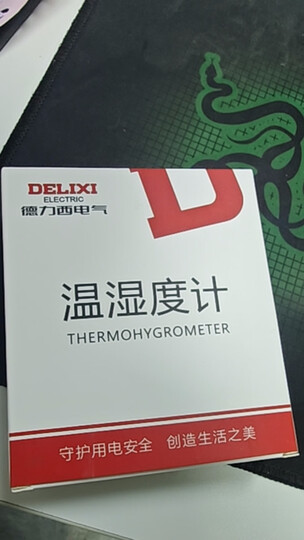 DELIXI
ELECTRIC
德力西电气
温湿度计
THERMOHYGROMETER
守护用电安全 创造生活之美